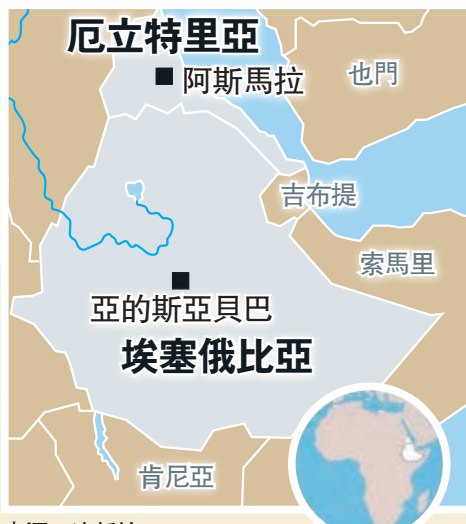 厄立特里亞
阿斯馬拉
也門
吉布提
索馬里
亞的斯亞貝巴
埃塞俄比亞
肯尼亞